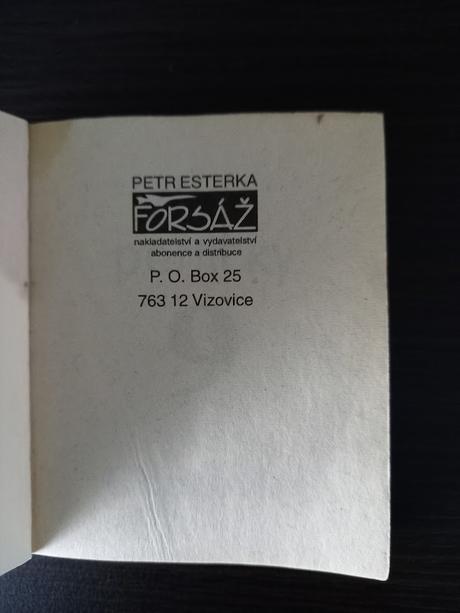 PETR ESTERKA
FORSÁŽ
nakladatelství a vydavatelství
abonence a distribuce
P. O. Box 25
763 12 Vizovice